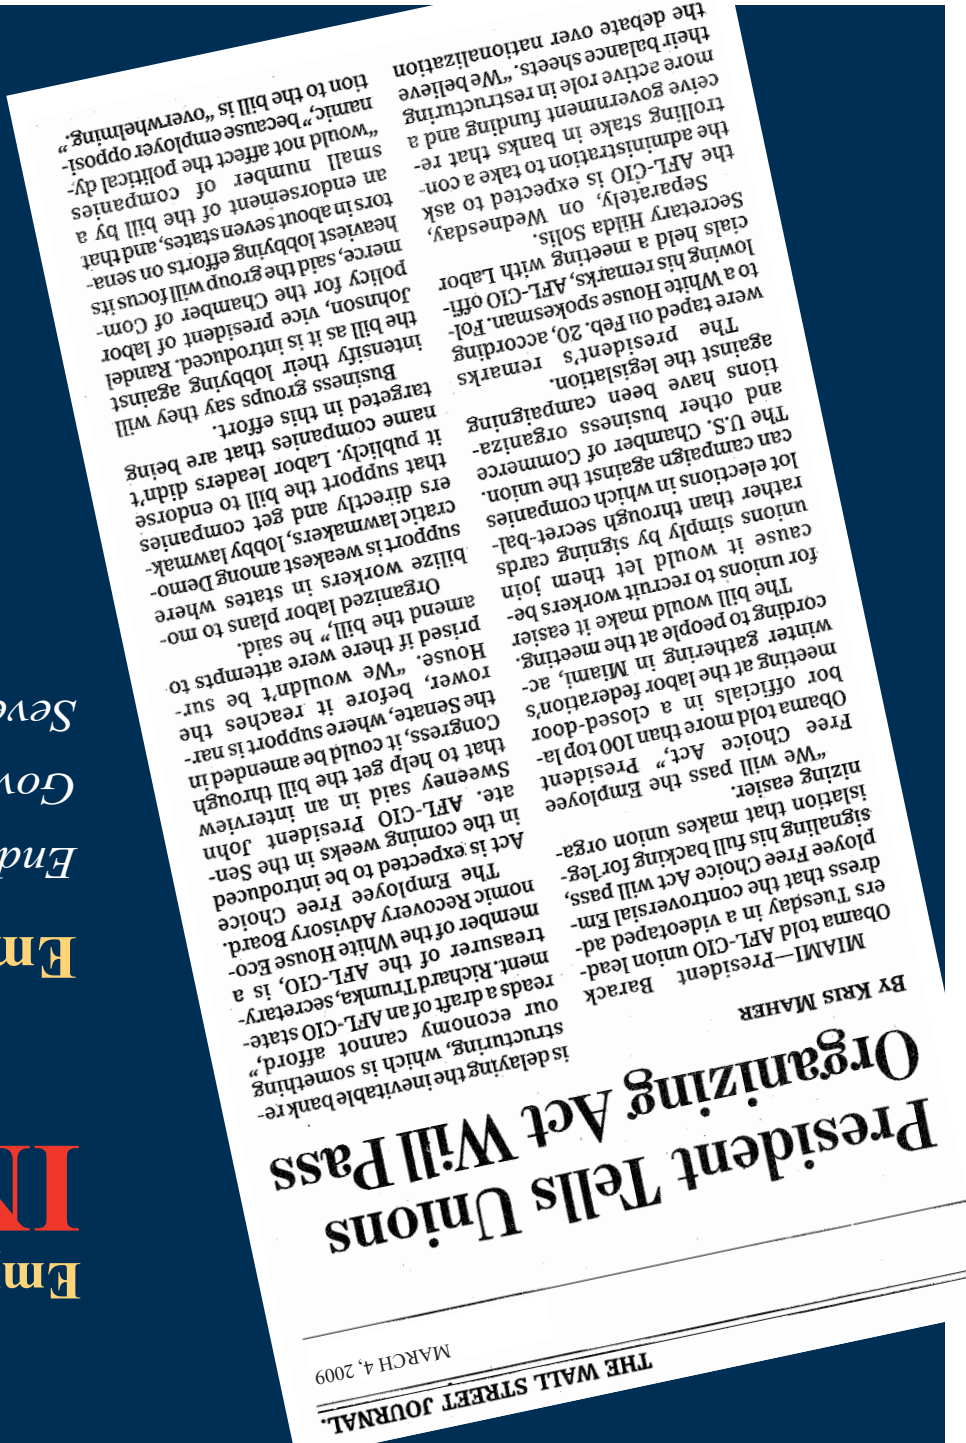 THE WALL STREET JOURNAL.
MARCH 4, 2009
President Tells Unions
Organizing Act Will Pass
BY KRIS MAHER
MIAMI—President Barack
Obama told AFL-CIO union lead-
ers Tuesday in a videotaped ad-
dress that the controversial Em-
ployee Free Choice Act will pass,
signaling his full backing for leg-
islation that makes union orga-
nizing easier.
"We will pass the Employee
Free Choice Act," President
Obama told more than 100 top la-
bor officials in a closed-door
meeting at the labor federation's
winter gathering in Miami, ac-
cording to people at the meeting.
The bill would make it easier
for unions to recruit workers be-
cause it would let them join
unions simply by signing cards
rather than through secret-bal-
lot elections in which companies
can campaign against the union.
The U.S. Chamber of Commerce
and other business organiza-
tions have been campaigning
against the legislation.
The president's remarks
were taped on Feb. 20, according
to a White House spokesman. Fol-
lowing his remarks, AFL-CIO offi-
cials held a meeting with Labor
Secretary Hilda Solis.
Separately, on Wednesday,
the AFL-CIO is expected to ask
the administration to take a con-
trolling stake in banks that re-
ceive government funding and a
more active role in restructuring
their balance sheets. "We believe
the debate over nationalization
is delaying the inevitable bank re-
structuring, which is something
our economy cannot afford,"
reads a draft of an AFL-CIO state-
ment. Richard Trumka, secretary-
treasurer of the AFL-CIO, is a
member of the White House Eco-
nomic Recovery Advisory Board.
The Employee Free Choice
Act is expected to be introduced
in the coming weeks in the Sen-
ate. AFL-CIO President John
Sweeney said in an interview
that to help get the bill through
Congress, it could be amended in
the Senate, where support is nar-
rower, before it reaches the
House. "We wouldn't be sur-
prised if there were attempts to
amend the bill," he said.
Organized labor plans to mo-
bilize workers in states where
support is weakest among Demo-
cratic lawmakers, lobby lawmak-
ers directly and get companies
that support the bill to endorse
it publicly. Labor leaders didn't
name companies that are being
targeted in this effort.
Business groups say they will
intensify their lobbying against
the bill as it is introduced. Randel
Johnson, vice president of labor
policy for the Chamber of Com-
merce, said the group will focus its
heaviest lobbying efforts on sena-
tors in about seven states, and that
an endorsement of the bill by a
small number of companies
"would not affect the political dy-
namic," because employer opposi-
tion to the bill is "overwhelming."
Em
IN
Em
End
Gov
Seve